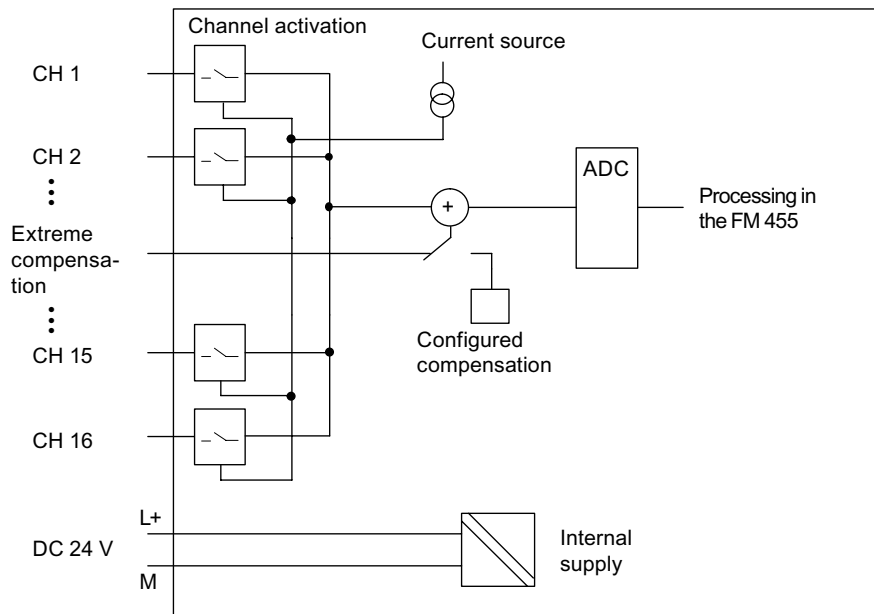 Channel activation
Current source
CH 1
CH 2
ADC
Processing in
the FM 455
+
Extreme
compensa-
tion
Configured
compensation
CH 15
CH 16
L+
DC 24 V
M
Internal
supply